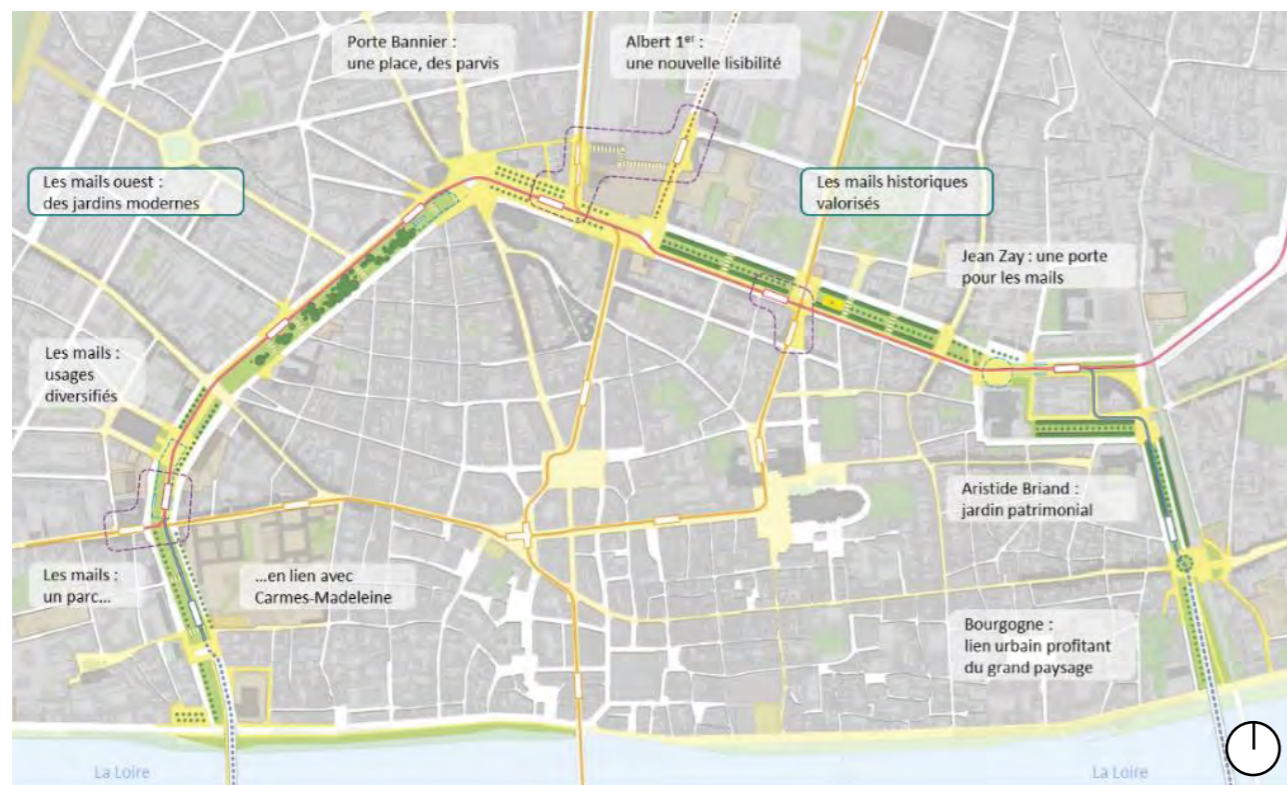 Porte Bannier :
une place, des parvis
Albert 1er :
une nouvelle lisibilité
Les mails ouest :
des jardins modernes
Les mails historiques
valorisés
Jean Zay : une porte
pour les mails
Les mails :
usages
diversifiés
Aristide Briand :
jardin patrimonial
Les mails :
un parc...
...en lien avec
Carmes-Madeleine
Bourgogne :
lien urbain profitant
du grand paysage
La Loire
La Loire